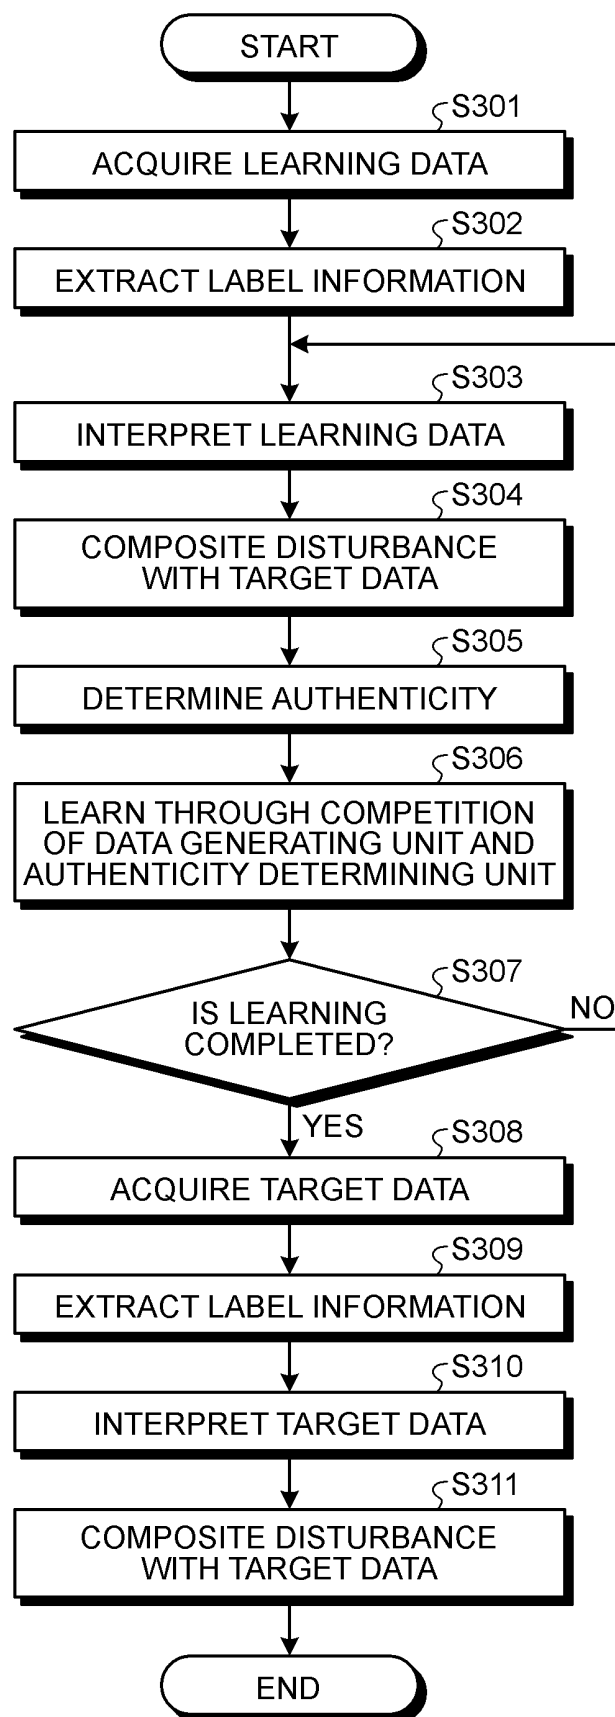 START
S301
ACQUIRE LEARNING DATA
S302
EXTRACT LABEL INFORMATION
S303
INTERPRET LEARNING DATA
S304
COMPOSITE DISTURBANCE
WITH TARGET DATA
S305
DETERMINE AUTHENTICITY
S306
LEARN THROUGH COMPETITION
OF DATA GENERATING UNIT AND
AUTHENTICITY DETERMINING UNIT
S307
IS LEARNING
COMPLETED?
NO
YES
S308
ACQUIRE TARGET DATA
S309
EXTRACT LABEL INFORMATION
S310
INTERPRET TARGET DATA
S311
COMPOSITE DISTURBANCE
WITH TARGET DATA
END